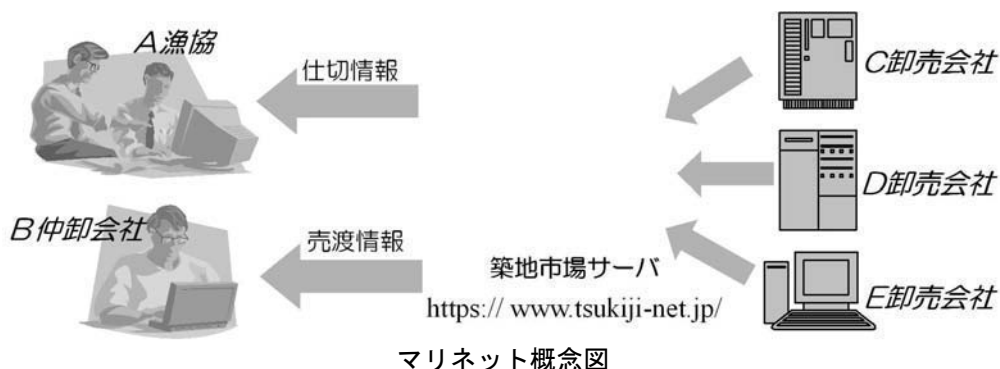 A漁協
仕切情報
C卸売会社
D卸売会社
B仲卸会社
売渡情報
築地市場サーバ
https:// www.tsukiji-net.jp/
E卸売会社
マリネット概念図